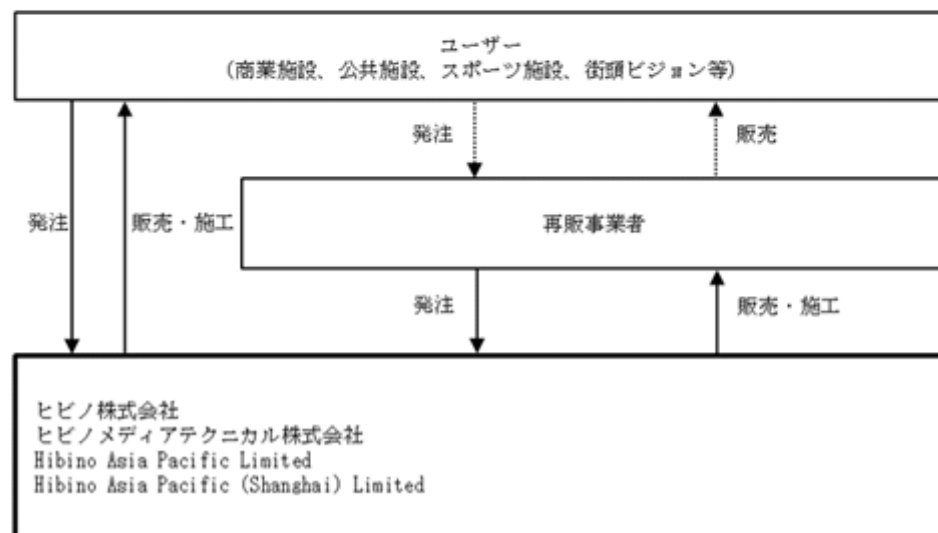 ユーザー
(商業施設、公共施設、スポーツ施設、街頭ビジョン等)
発注
販売
発注
販売・施工
再販事業者
発注
販売・施工
ヒビノ株式会社
ヒビノメディアテクニカル株式会社
Hibino Asia Pacific Limited
Hibino Asia Pacific (Shanghai) Limited